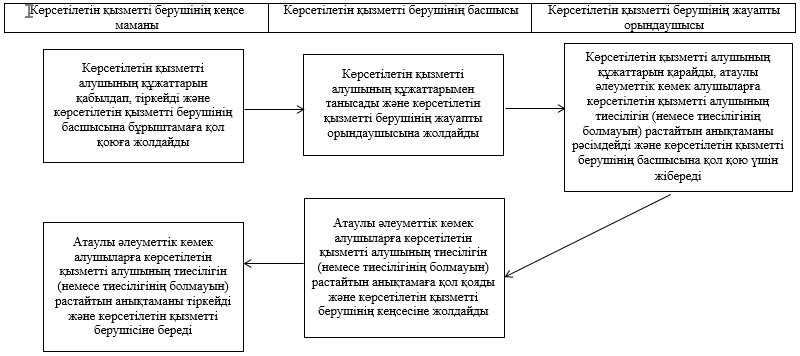 Көрсетілетін қызметті берушінің кеңсе
маманы
Көрсетілетін қызметті берушінің басшысы
Көрсетілетін қызметті берушінің жауапты
орындаушысы
Көрсетілетін қызметті
алушының құжаттарын
қабылдап, тіркейді және
көрсетілетін қызметті берушінің
басшысына бұрыштамаға қол
қоюға жолдайды
Көрсетілетін қызметті
алушының құжаттарымен
танысады және көрсетілетін
қызметті берушінің жауапты
орындаушысына жолдайды
Көрсетілетін қызметті алушының
құжаттарын қарайды, атаулы
әлеуметтік көмек алушыларға
көрсетілетін қызметті алушының
тиесілігін (немесе тиесілігінің
болмауын) растайтын анықтаманы
рәсімдейді және көрсетілетін қызметті
берушінің басшысына қол қою үшін
жібереді
Атаулы әлеуметтік көмек
алушыларға көрсетілетін
қызметті алушының тиесілігін
(немесе тиесілігінің болмауын)
растайтын анықтаманы тіркейді
және көрсетілетін қызметті
берушісіне береді
Атаулы әлеуметтік көмек
алушыларға көрсетілетін
қызметті алушының тиесілігін
(немесе тиесілігінің болмауын)
растайтын анықтамаға қол қояды
және көрсетілетін қызметті
берушінің кеңсесіне жолдайды